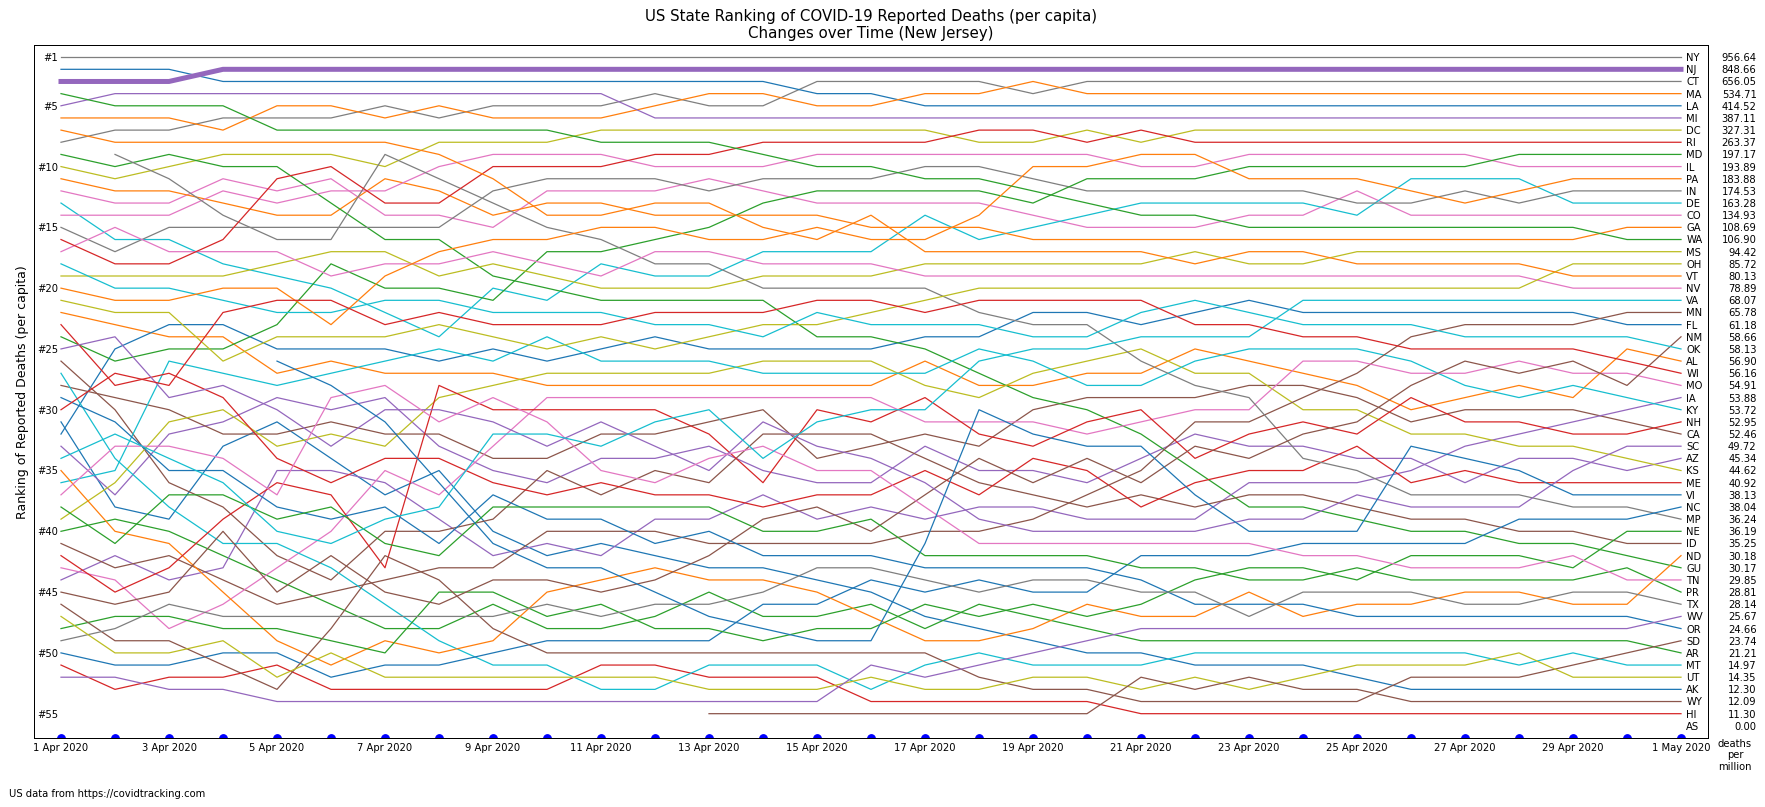 US State Ranking of COVID-19 Reported Deaths (per capita)
Changes over Time (New Jersey)
Ranking of Reported Deaths (per capita)
#1
#5
#10
#15
#20
#25
#30
#35
#40
#45
#50
#55
NY 956.64
NJ 848.66
CT 656.05
MA 534.71
LA 414.52
MI 387.11
DC 327.31
RI 263.37
MD 197.17
IL 193.89
PA 183.88
IN 174.53
DE 163.28
CO 134.93
GA 108.69
WA 106.90
MS 94.42
OH 85.72
VT 80.13
NV 78.89
VA 68.07
MN 65.78
FL 61.18
NM 58.66
OK 58.13
AL 56.90
WI 56.16
MO 54.91
IA 53.88
KY 53.72
NH 52.95
CA 52.46
SC 49.72
AZ 45.34
KS 44.62
ME 40.92
VI 38.13
NC 38.04
MP 36.24
NE 36.19
ID 35.25
ND 30.18
GU 30.17
TN 29.85
PR 28.81
TX 28.14
WV 25.67
OR 24.66
SD 23.74
AR 21.21
MT 14.97
UT 14.35
AK 12.30
WY 12.09
HI 11.30
AS 0.00
1 Apr 2020 3 Apr 2020 5 Apr 2020 7 Apr 2020 9 Apr 2020 11 Apr 2020 13 Apr 2020 15 Apr 2020 17 Apr 2020 19 Apr 2020 21 Apr 2020 23 Apr 2020 25 Apr 2020 27 Apr 2020 29 Apr 2020 1 May 2020
deaths
per
million
US data from https://covidtracking.com